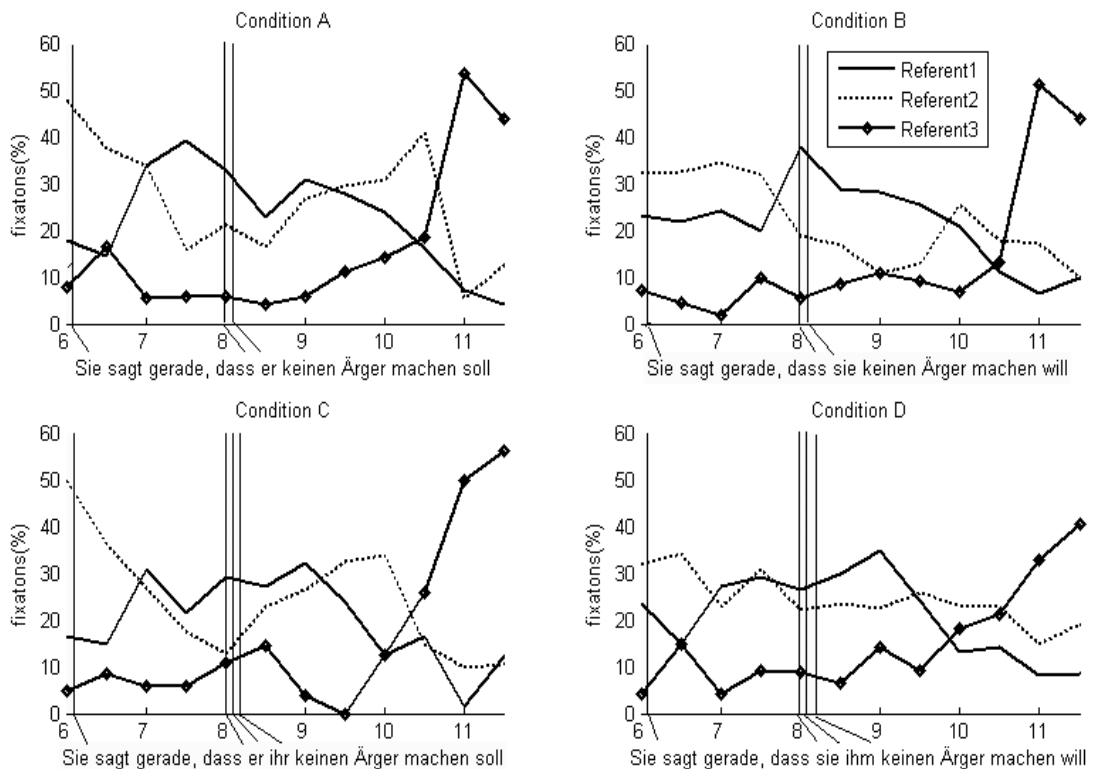 Condition A
60
50
40
30
20
10
0
fixatons(%)
6 7 8 9 10 11
Sie sagt gerade, dass er keinen Ärger machen soll
Condition B
60
50
40
30
20
10
0
fixatons(%)
Referent1
Referent2
Referent3
6 7 8 9 10 11
Sie sagt gerade, dass sie keinen Ärger machen will
Condition C
60
50
40
30
20
10
0
fixatons(%)
6 7 8 9 10 11
Sie sagt gerade, dass er ihr keinen Ärger machen soll
Condition D
60
50
40
30
20
10
0
fixatons(%)
6 7 8 9 10 11
Sie sagt gerade, dass sie ihm keinen Ärger machen will